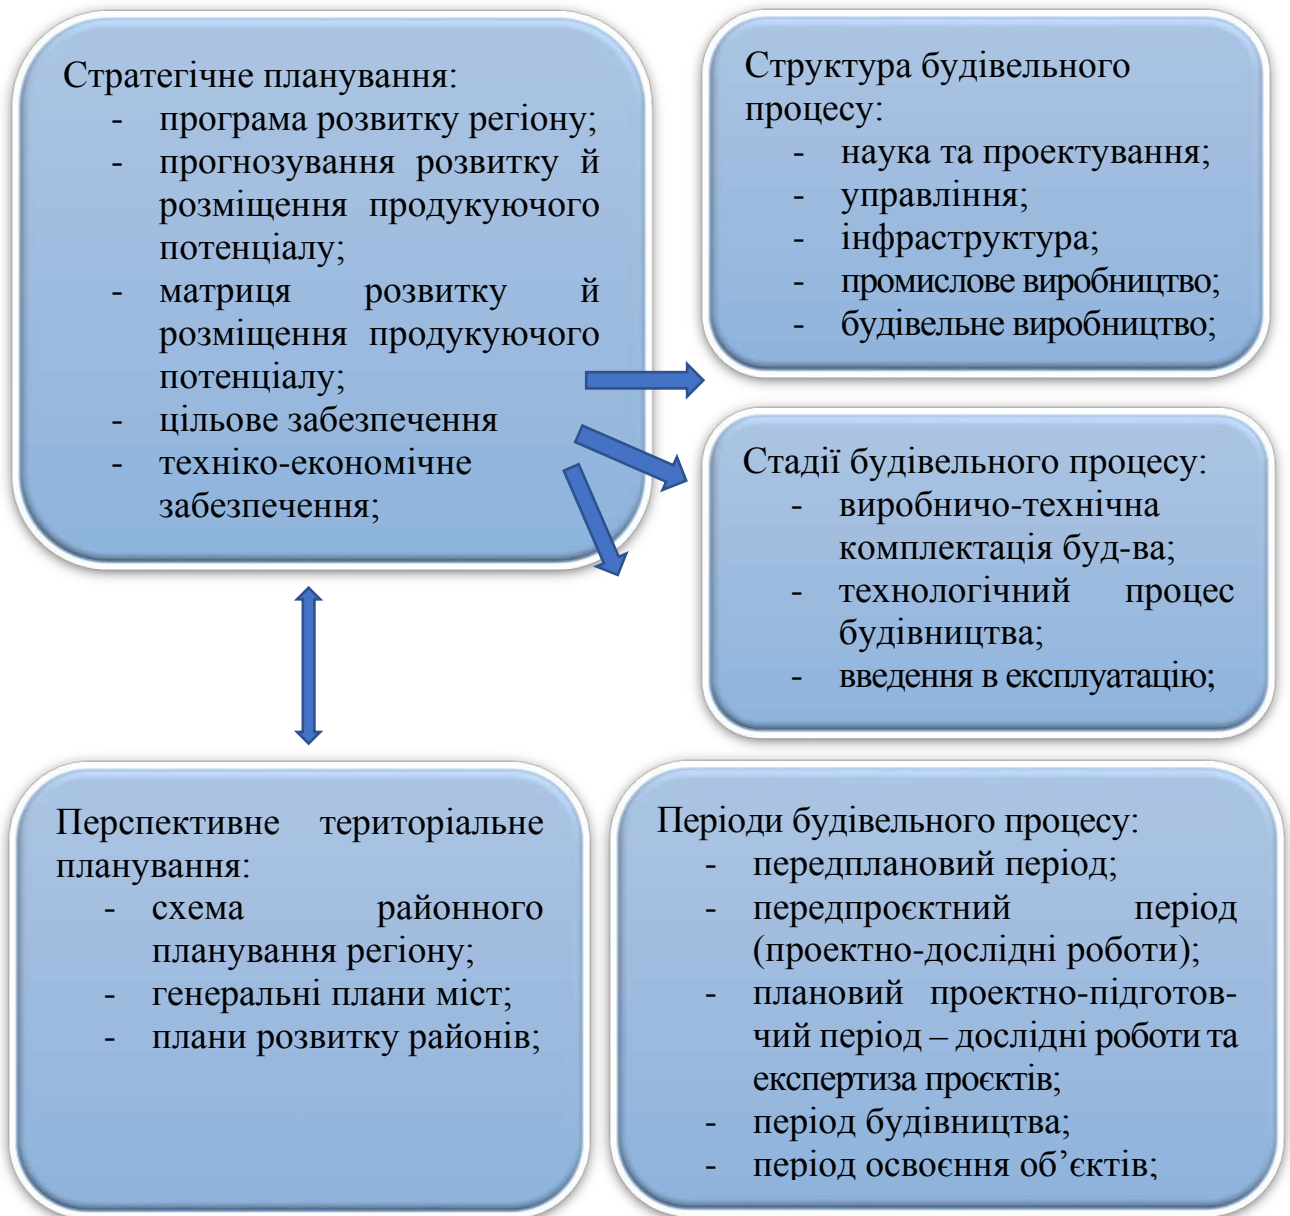 Стратегічне планування:
- програма розвитку регіону;
- прогнозування розвитку й
розміщення продукуючого
потенціалу;
- матриця розвитку й
розміщення продукуючого
потенціалу;
- цільове забезпечення
- техніко-економічне
забезпечення;
Структура будівельного
процесу:
- наука та проектування;
- управління;
- інфраструктура;
- промислове виробництво;
- будівельне виробництво;
Стадії будівельного процесу:
- виробничо-технічна
комплектація буд-ва;
- технологічний процес
будівництва;
- введення в експлуатацію;
Перспективне територіальне
планування:
- схема районного
планування регіону;
- генеральні плани міст;
- плани розвитку районів;
Періоди будівельного процесу:
- передплановий період;
- передпроєктний період
(проектно-дослідні роботи);
- плановий проектно-підготов-
чий період – дослідні роботи та
експертиза проєктів;
- період будівництва;
- період освоєння об’єктів;